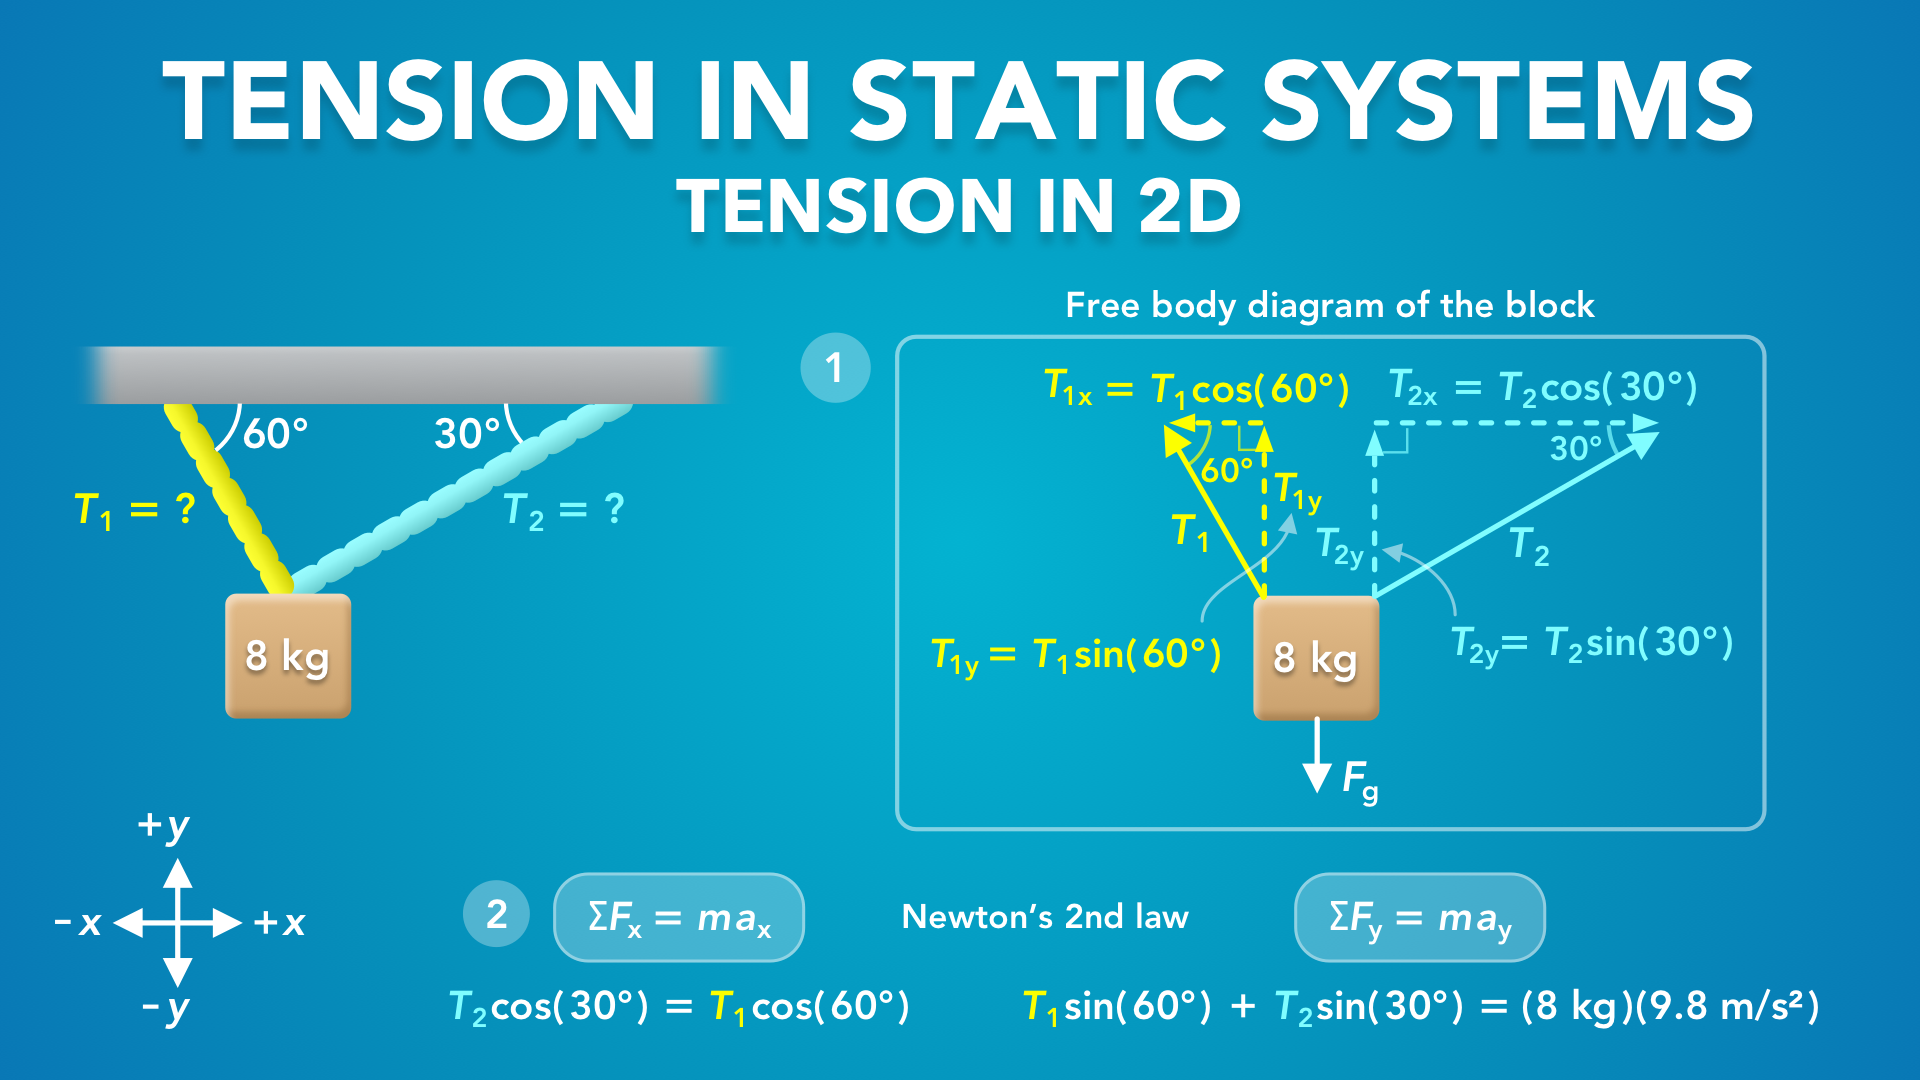 TENSION IN STATIC SYSTEMS
TENSION IN 2D
60°
30°
T₁ = ?
T₂ = ?
8 kg
Free body diagram of the block
1
T₁ₓ = T₁cos(60°)
T₂ₓ = T₂cos(30°)
60°
30°
T₁y
T₁
T₂y
T₂
T₁y = T₁sin(60°)
8 kg
T₂y = T₂sin(30°)
Fg
+y
-x
+x
-y
2
ΣFₓ = maₓ
Newton’s 2nd law
ΣFy = may
T₂cos(30°) = T₁cos(60°)
T₁sin(60°) + T₂sin(30°) = (8 kg)(9.8 m/s²)